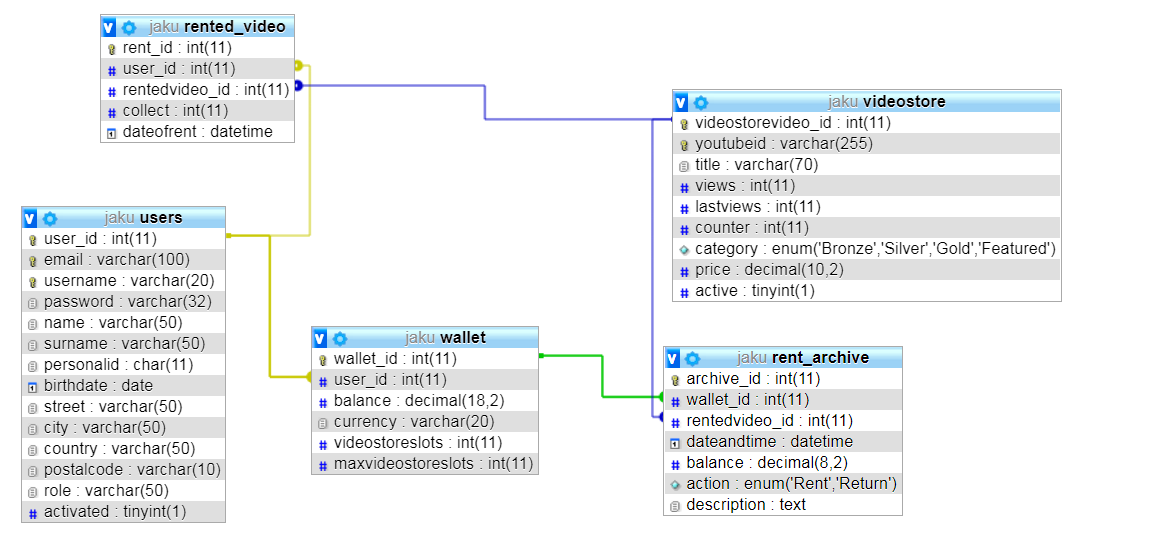 jaku rented_video
rent_id : int(11)
user_id : int(11)
rentedvideo_id : int(11)
collect : int(11)
dateofrent : datetime
jaku videostore
videostorevideo_id : int(11)
youtubeid : varchar(255)
title : varchar(70)
views : int(11)
lastviews : int(11)
counter : int(11)
category : enum('Bronze','Silver','Gold','Featured')
price : decimal(10,2)
active : tinyint(1)
jaku users
user_id : int(11)
email : varchar(100)
username : varchar(20)
password : varchar(32)
name : varchar(50)
surname : varchar(50)
personalid : char(11)
birthdate : date
street : varchar(50)
city : varchar(50)
country : varchar(50)
postalcode : varchar(10)
role : varchar(50)
activated : tinyint(1)
jaku wallet
wallet_id : int(11)
user_id : int(11)
balance : decimal(18,2)
currency : varchar(20)
videostoreslots : int(11)
maxvideostoreslots : int(11)
jaku rent_archive
archive_id : int(11)
wallet_id : int(11)
rentedvideo_id : int(11)
dateandtime : datetime
balance : decimal(8,2)
action : enum('Rent','Return')
description : text